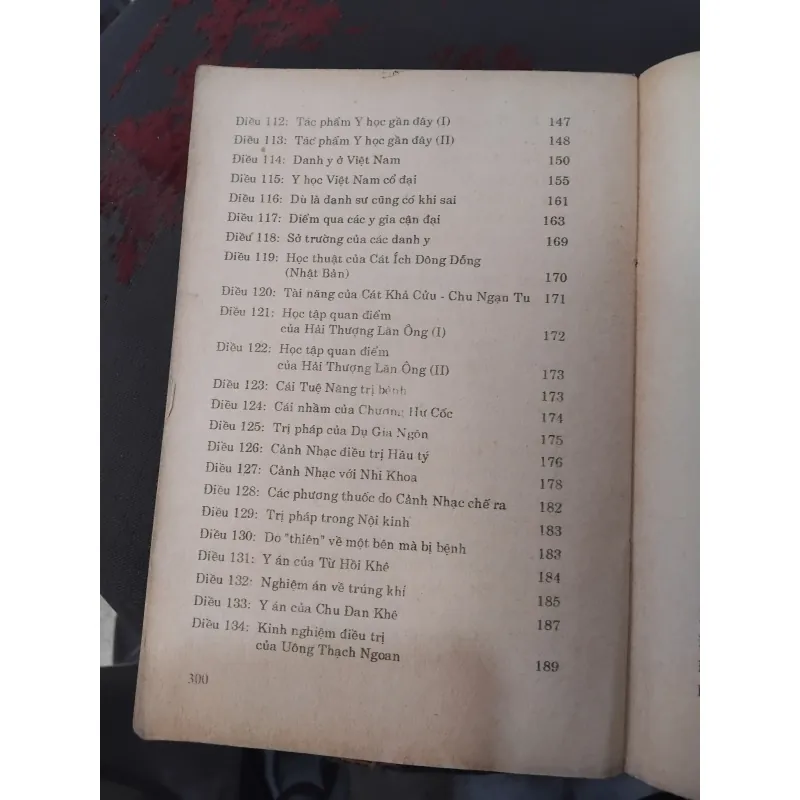 Điều 112: Tác phẩm Y học gần đây (I) 147
Điều 113: Tác phẩm Y học gần đây (II) 148
Điều 114: Danh y ở Việt Nam 150
Điều 115: Y học Việt Nam cổ đại 155
Điều 116: Dù là danh sư cũng có khi sai 161
Điều 117: Điểm qua các y gia cận đại 163
Điều 118: Sở trường của các danh y 169
Điều 119: Học thuật của Cát Ích Đông Đồng
(Nhật Bản) 170
Điều 120: Tài năng của Cát Khả Cửu - Chu Ngạn Tu 171
Điều 121: Học tập quan điểm
của Hải Thượng Lãn Ông (I) 172
Điều 122: Học tập quan điểm
của Hải Thượng Lãn Ông (II) 173
Điều 123: Cái Tuệ Năng trị bệnh 173
Điều 124: Cái nhầm của Chương Hư Cốc 174
Điều 125: Trị pháp của Dụ Gia Ngôn 175
Điều 126: Cảnh Nhạc điều trị Hầu tý 176
Điều 127: Cảnh Nhạc với Nhi Khoa 178
Điều 128: Các phương thuốc do Cảnh Nhạc chế ra 182
Điều 129: Trị pháp trong Nội kinh 183
Điều 130: Do "thiên" về một bên mà bị bệnh 183
Điều 131: Y án của Từ Hồi Khê 184
Điều 132: Nghiệm án về trúng khí 185
Điều 133: Y án của Chu Đan Khê 187
Điều 134: Kinh nghiệm điều trị
của Uông Thạch Ngoan 189
300